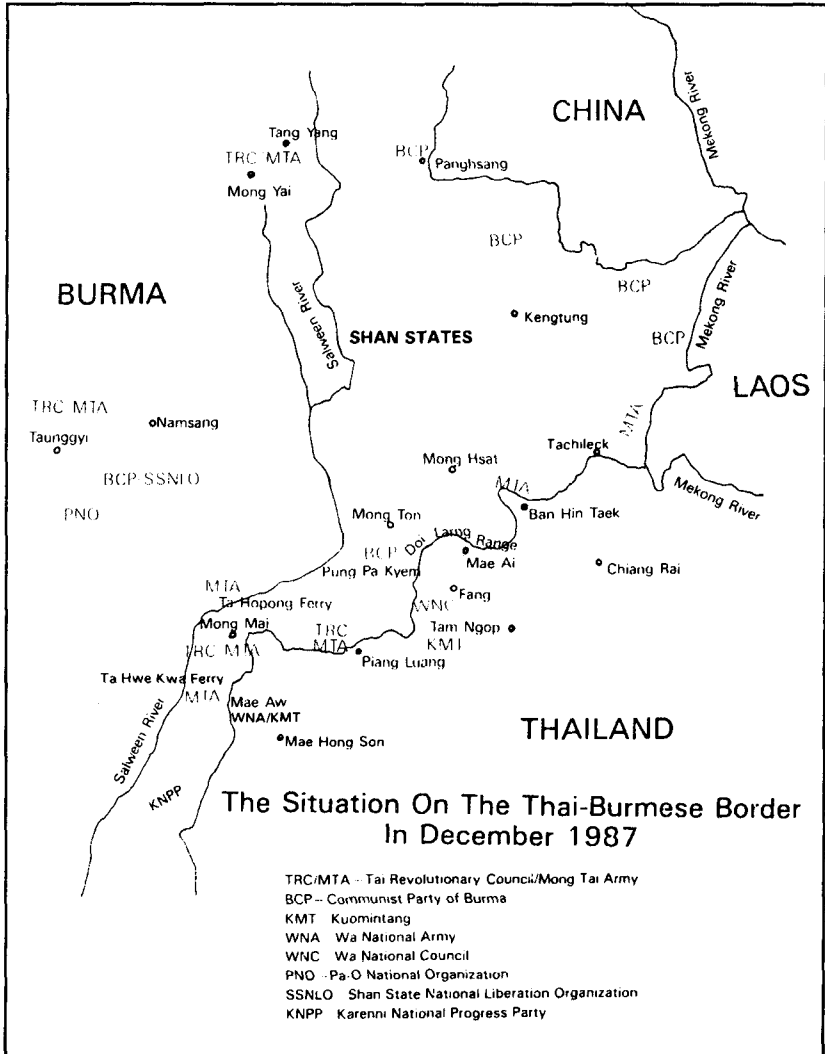 CHINA
Mekong River
Tang Yang
TRC MTA
Mong Yai
BCP
Panghsang
BCP
BCP
BURMA
Salween River
SHAN STATES
Kengtung
BCP
Mekong River
LAOS
TRC MTA
Namsang
Taunggyi
BCP-SSNLO
PNO
MTA
Tachileck
Mong Hsat
MTA
Mekong River
Mong Ton
Ban Hin Taek
BCP
Doi Larng Range
Pung Pa Kyem
Mae Ai
Chiang Rai
MTA
Ta Hopong Ferry
WNC
Fang
Mong Mai
TRC MTA
TRC
MTA
Tam Ngop
KMT
Piang Luang
Ta Hwe Kwa Ferry
MTA
Mae Aw
WNA/KMT
Mae Hong Son
THAILAND
Salween River
KNPP
The Situation On The Thai-Burmese Border
In December 1987
TRC/MTA - Tai Revolutionary Council/Mong Tai Army
BCP - Communist Party of Burma
KMT Kuomintang
WNA Wa National Army
WNC Wa National Council
PNO - Pa-O National Organization
SSNLO Shan State National Liberation Organization
KNPP Karenni National Progress Party